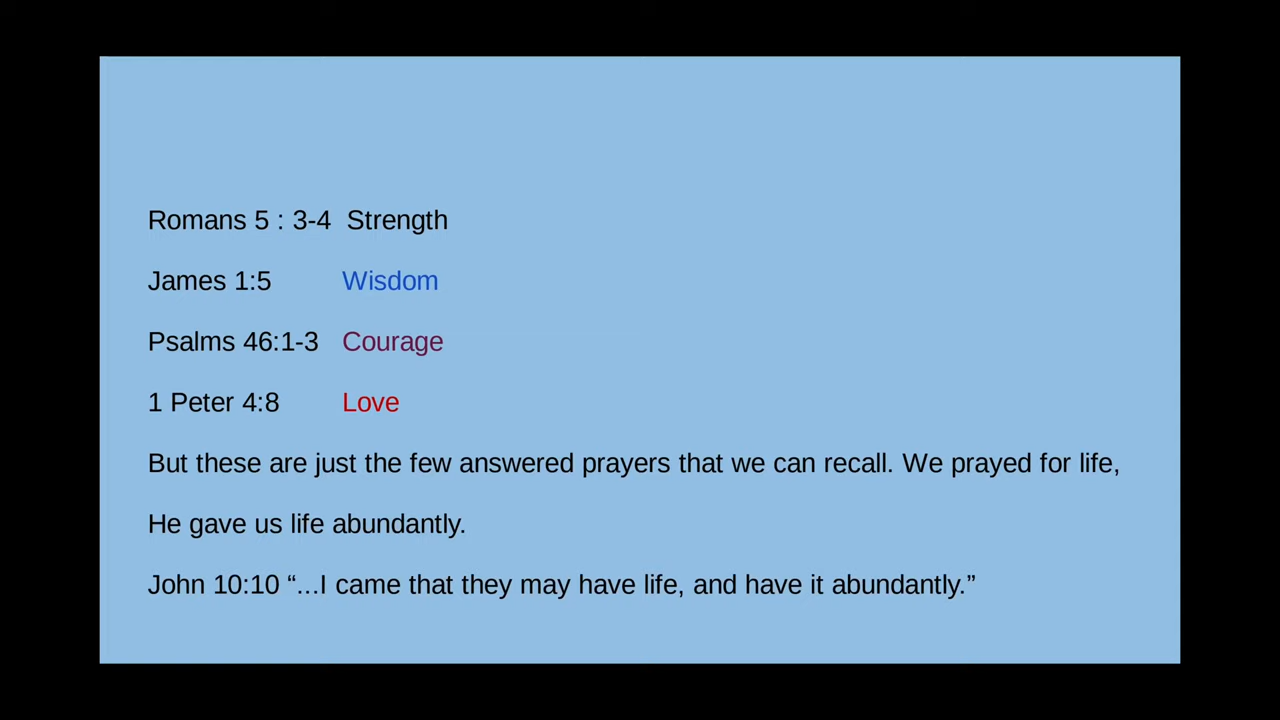 Romans 5 : 3-4 Strength
James 1:5 Wisdom
Psalms 46:1-3 Courage
1 Peter 4:8 Love
But these are just the few answered prayers that we can recall. We prayed for life,
He gave us life abundantly.
John 10:10 “...I came that they may have life, and have it abundantly.”